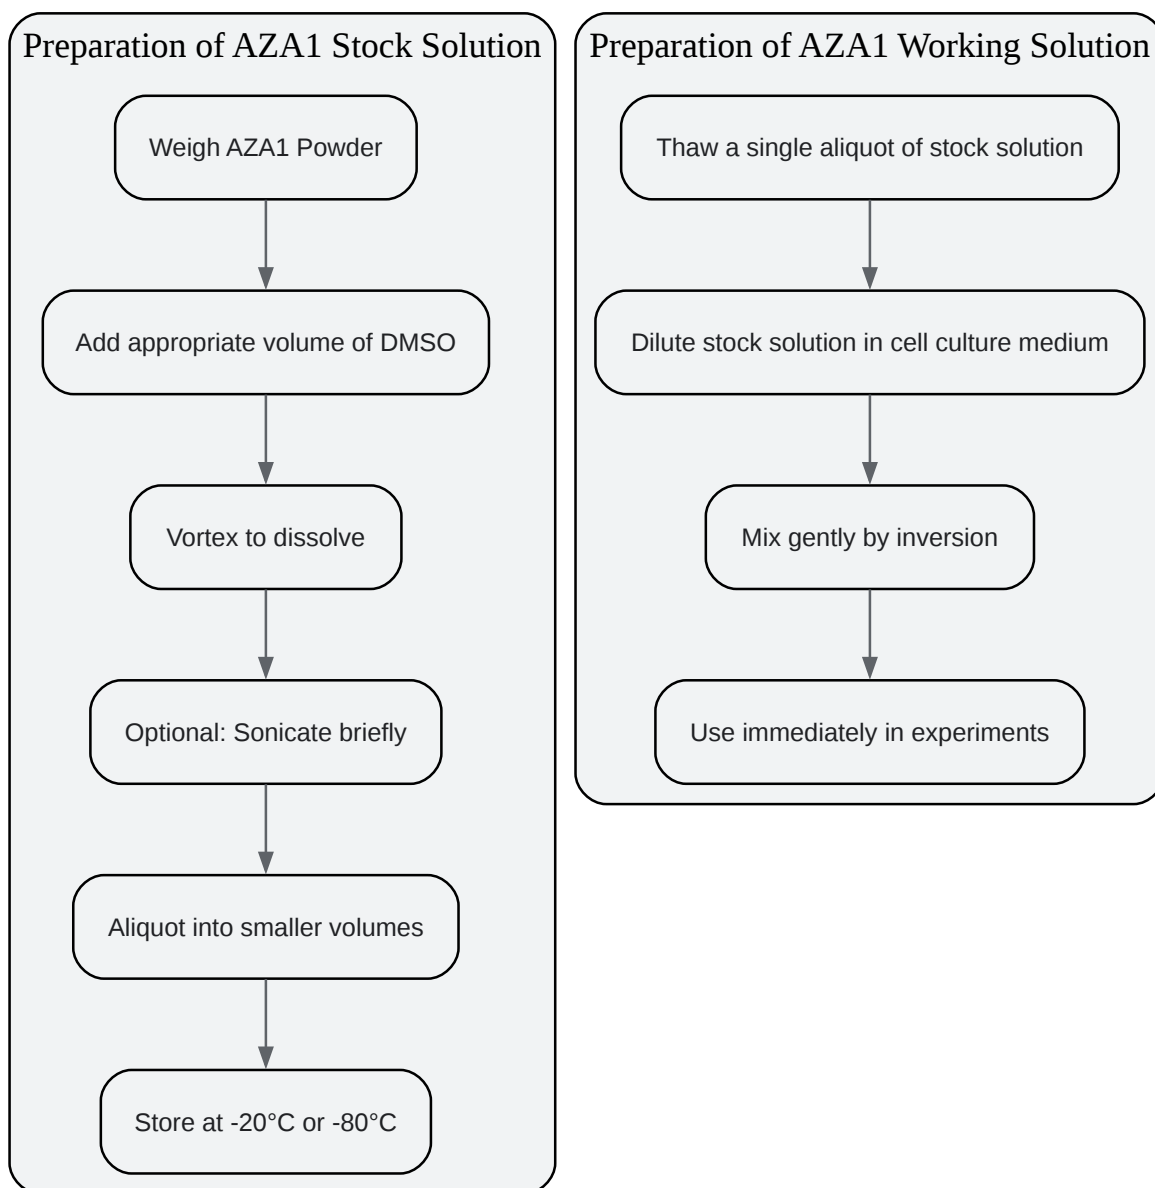 Preparation of AZA1 Stock Solution
Weigh AZA1 Powder
Add appropriate volume of DMSO
Vortex to dissolve
Optional: Sonicate briefly
Aliquot into smaller volumes
Store at -20°C or -80°C
Preparation of AZA1 Working Solution
Thaw a single aliquot of stock solution
Dilute stock solution in cell culture medium
Mix gently by inversion
Use immediately in experiments